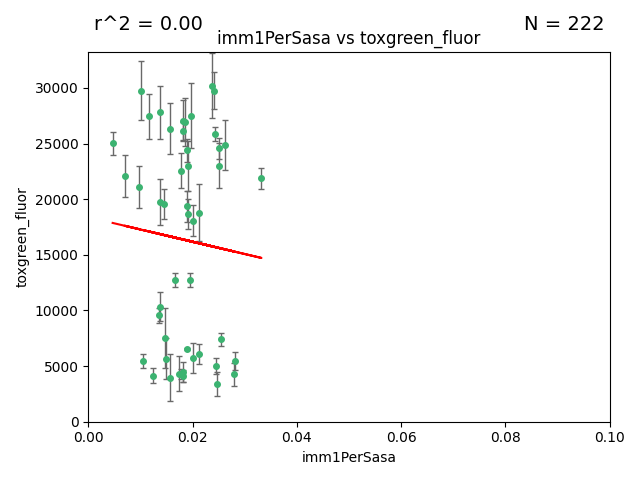 r^2 = 0.00
N = 222
imm1PerSasa vs toxgreen_fluor
toxgreen_fluor
30000
25000
20000
15000
10000
5000
0
0.00
0.02
0.04
0.06
0.08
0.10
imm1PerSasa